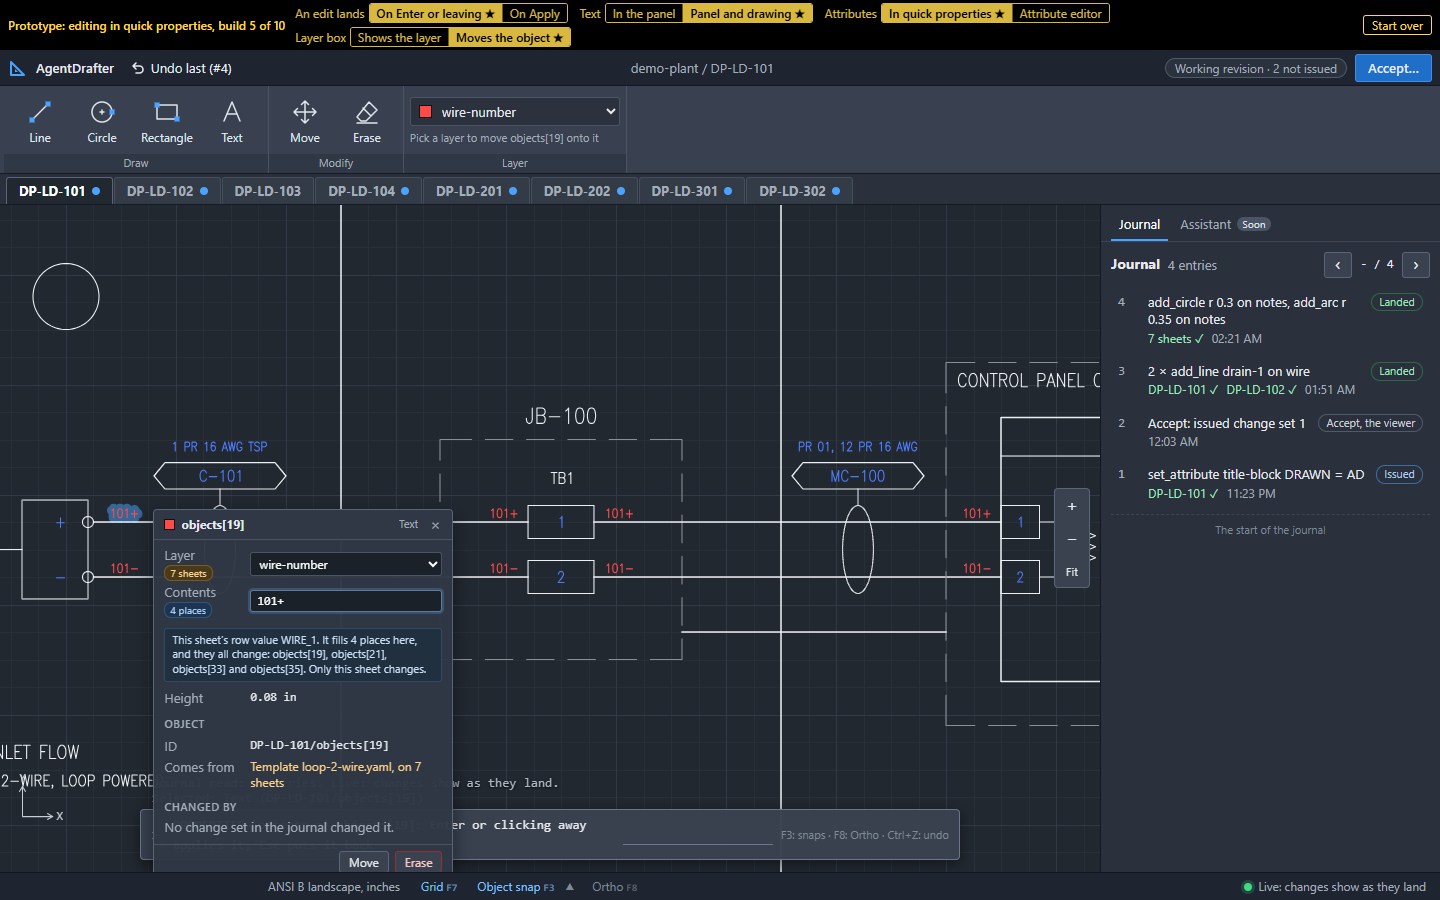 Prototype: editing in quick properties, build 5 of 10
An edit lands On Enter or leaving ★ On Apply Text In the panel Panel and drawing ★ Attributes In quick properties ★ Attribute editor
Layer box Shows the layer Moves the object ★
Start over
AgentDrafter Undo last (#4) demo-plant / DP-LD-101 Working revision · 2 not issued Accept...
Line Circle Rectangle Text Move Erase
wire-number
Pick a layer to move objects[19] onto it
Draw Modify Layer
DP-LD-101 DP-LD-102 DP-LD-103 DP-LD-104 DP-LD-201 DP-LD-202 DP-LD-301 DP-LD-302
Journal Assistant Soon
Journal 4 entries ‹ - / 4 ›
4 add_circle r 0.3 on notes, add_arc r 0.35 on notes Landed
7 sheets ✓ 02:21 AM
3 2 × add_line drain-1 on wire Landed
DP-LD-101 ✓ DP-LD-102 ✓ 01:51 AM
2 Accept: issued change set 1 Accept, the viewer
12:03 AM
1 set_attribute title-block DRAWN = AD Issued
DP-LD-101 ✓ 11:23 PM
The start of the journal
CONTROL PANEL C
JB-100
1 PR 16 AWG TSP
C-101
TB1
PR 01, 12 PR 16 AWG
MC-100
+ 101+ 101+ 1 101+ 101+ 1
− 101- 101- 2 101- 101- 2
+
−
Fit
objects[19] Text ×
Layer
7 sheets
wire-number
Contents
4 places
101+
This sheet's row value WIRE_1. It fills 4 places here,
and they all change: objects[19], objects[21],
objects[33] and objects[35]. Only this sheet changes.
Height 0.08 in
OBJECT
ID DP-LD-101/objects[19]
Comes from Template loop-2-wire.yaml, on 7
sheets
CHANGED BY
No change set in the journal changed it.
Move Erase
NLET FLOW
2-WIRE, LOOP POWERE
X
w as they land.
ter or clicking away
F3: snaps · F8: Ortho · Ctrl+Z: undo
ANSI B landscape, inches Grid F7 Object snap F3 Ortho F8 Live: changes show as they land